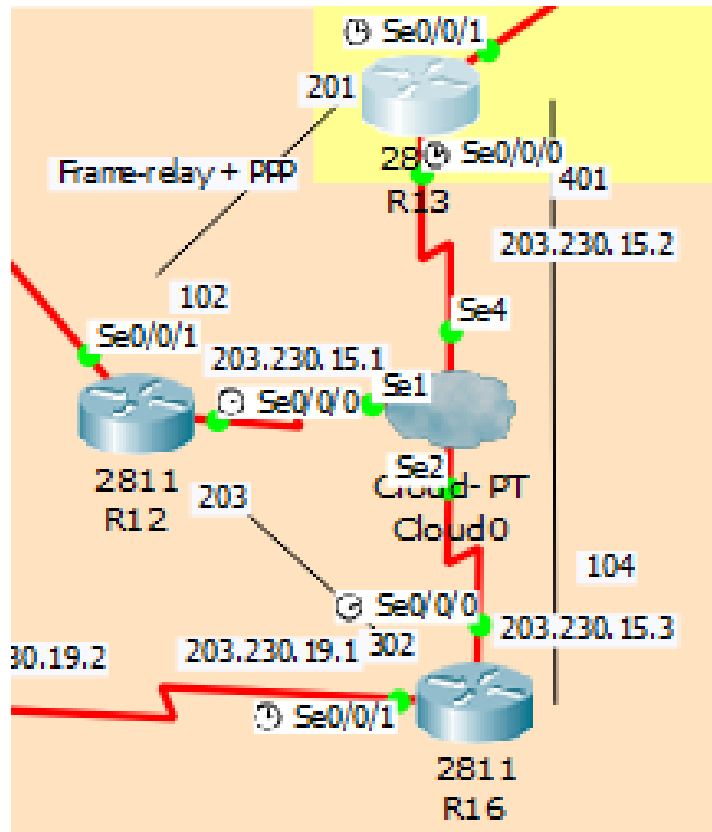 Se0/0/1
201
28
Se0/0/0
Frame-relay + PPP
401
R13
203.230.15.2
102
Se4
Se0/0/1
203.230.15.1
Se1
Se0/0/0
Se2
2811
203
Cloud-PT
R12
Cloud0
104
Se0/0/0
203.230.15.3
30.19.2
203.230.19.1
302
Se0/0/1
2811
R16